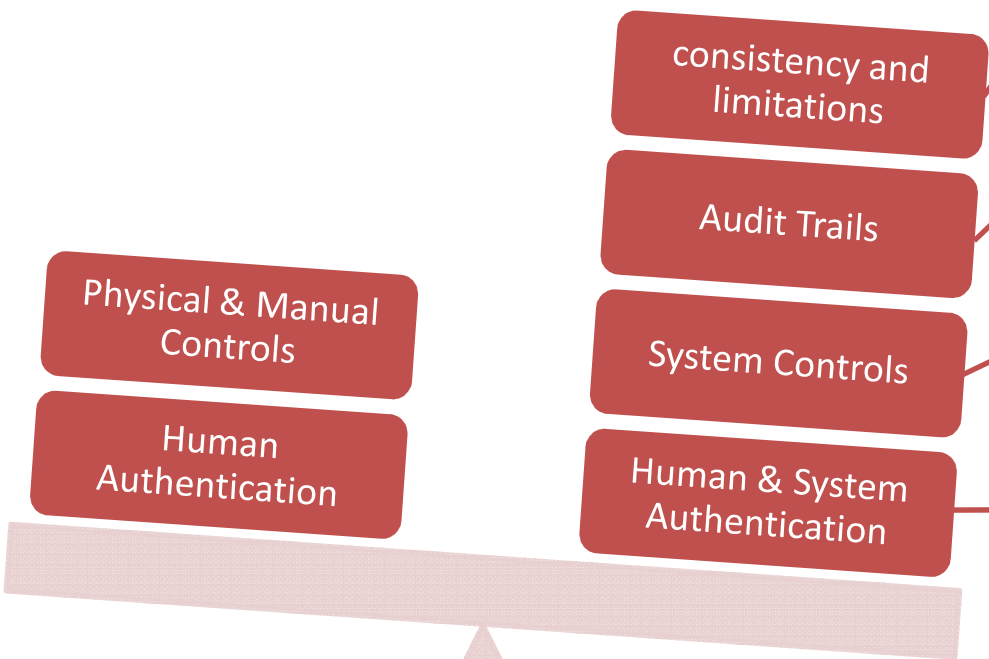 Physical & Manual
Controls
Human
Authentication
consistency and
limitations
Audit Trails
System Controls
Human & System
Authentication